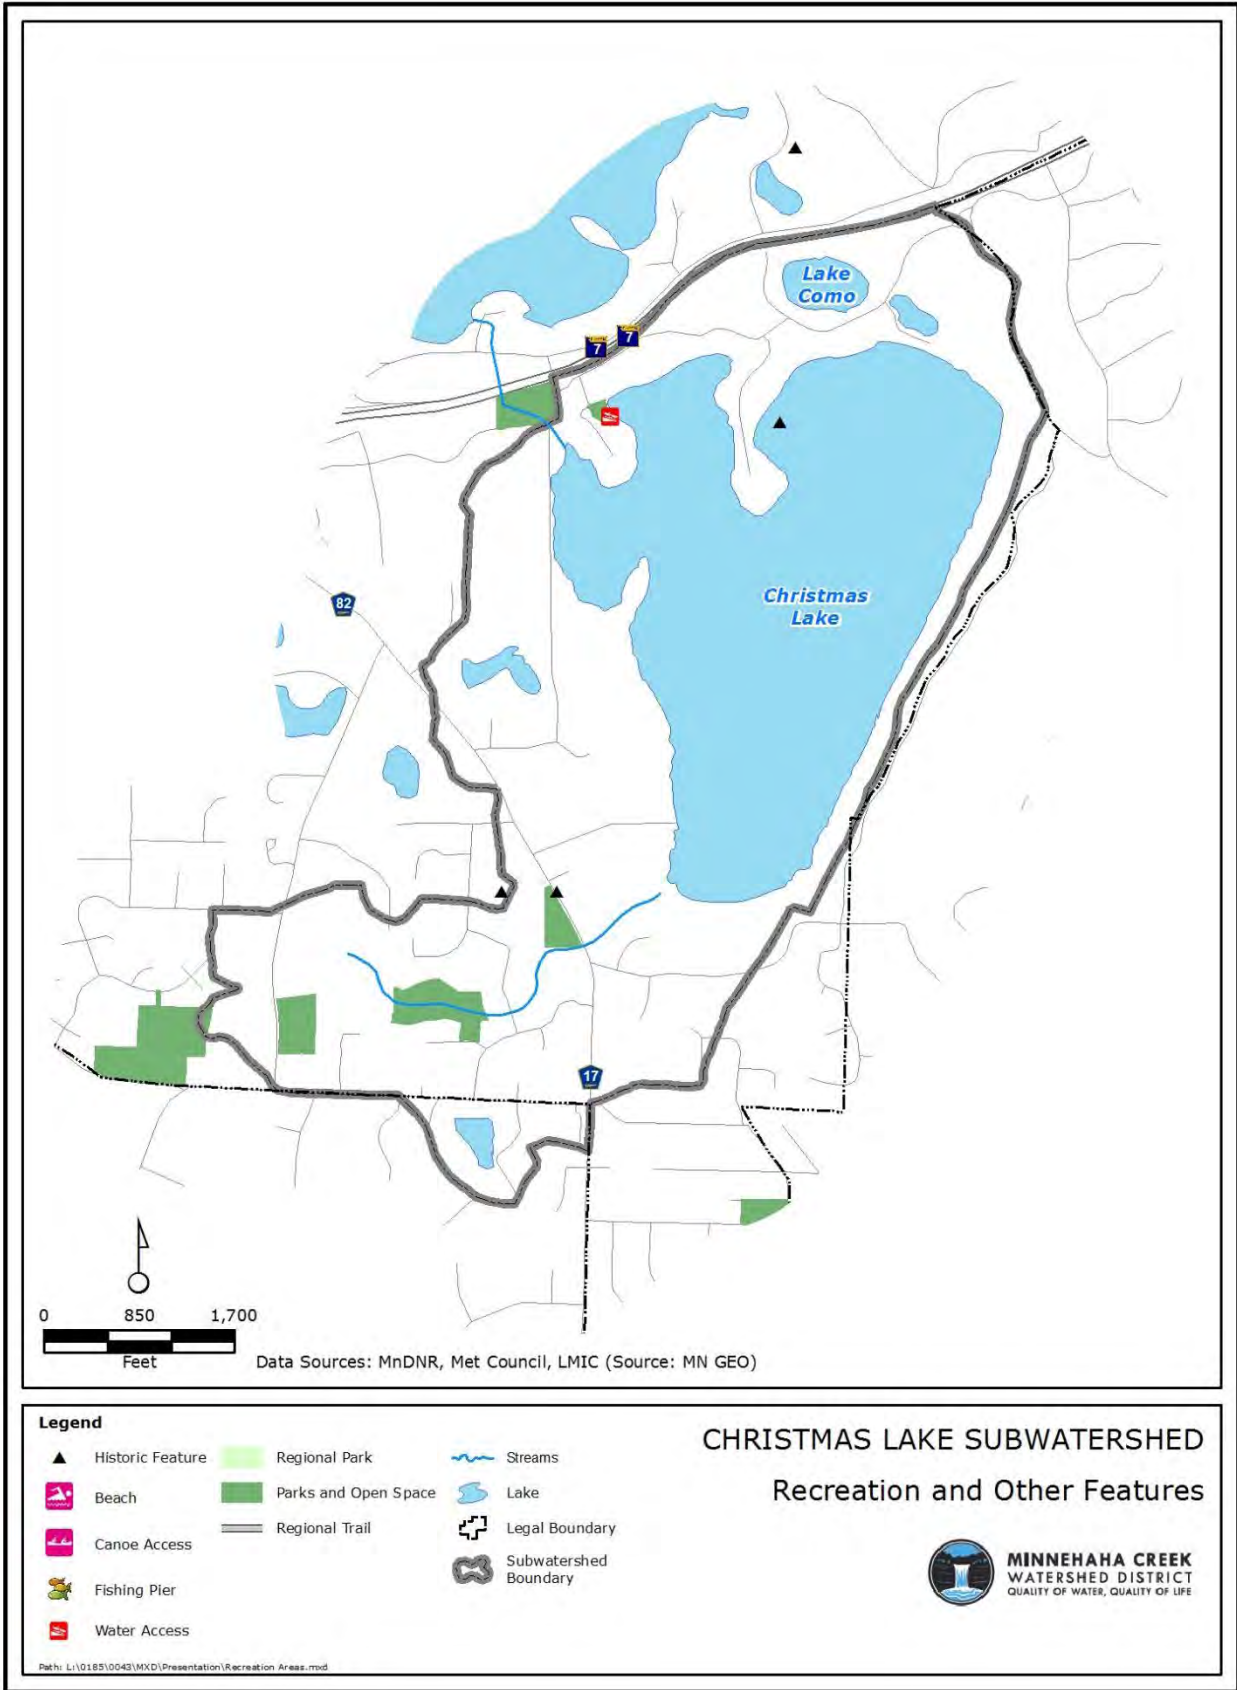 Lake
Como
7
7
Christmas
Lake
82
17
0 850 1,700
Feet
Data Sources: MnDNR, Met Council, LMIC (Source: MN GEO)
Legend
Historic Feature
Beach
Canoe Access
Fishing Pier
Water Access
Regional Park
Parks and Open Space
Regional Trail
Streams
Lake
Legal Boundary
Subwatershed
Boundary
CHRISTMAS LAKE SUBWATERSHED
Recreation and Other Features
MINNEHAHA CREEK
WATERSHED DISTRICT
QUALITY OF WATER, QUALITY OF LIFE
Path: L:\0185\0043\MXD\Presentation\Recreation Areas.mxd